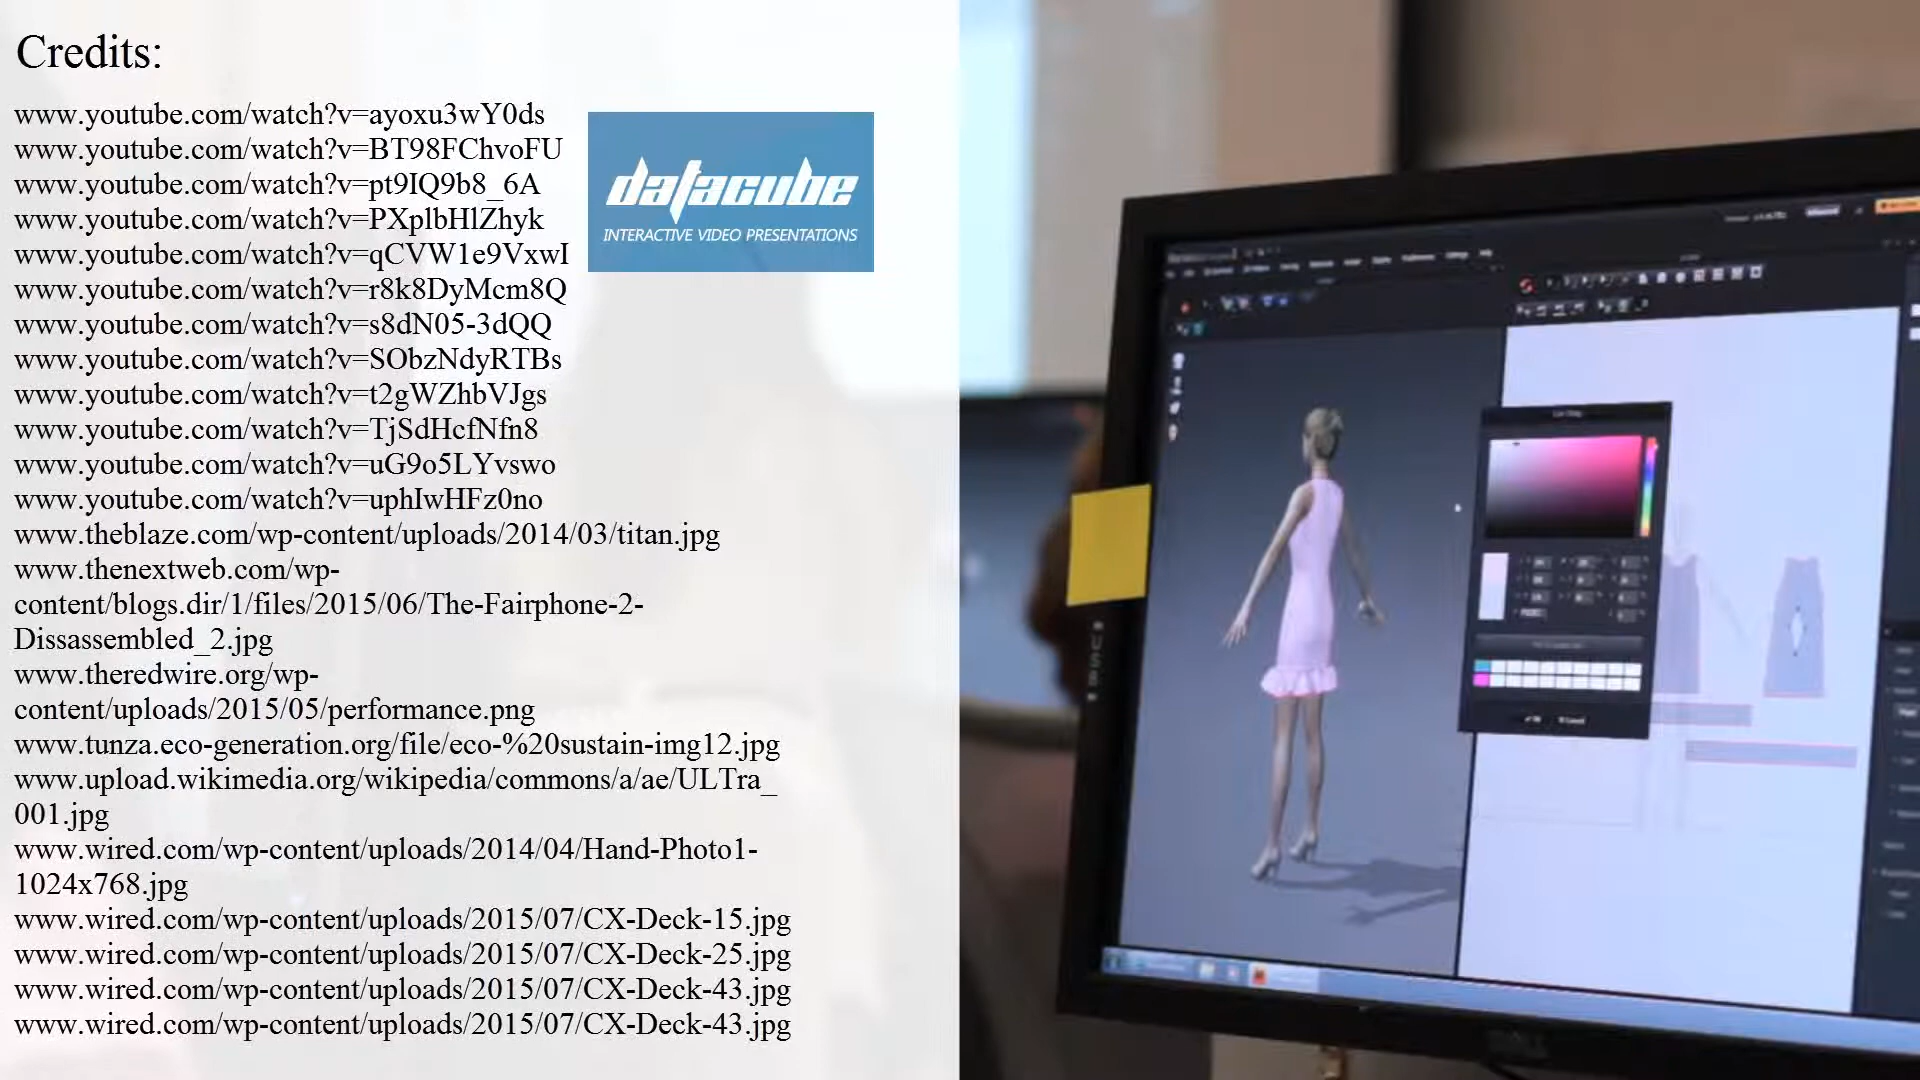 Credits:
www.youtube.com/watch?v=ayoxu3wY0ds
www.youtube.com/watch?v=BT98FChvoFU
www.youtube.com/watch?v=pt9IQ9b8_6A
www.youtube.com/watch?v=PXplbHlZhyk
www.youtube.com/watch?v=qCVW1e9VxwI
www.youtube.com/watch?v=r8k8DyMcm8Q
www.youtube.com/watch?v=s8dN05-3dQQ
www.youtube.com/watch?v=SObzNdyRTBs
www.youtube.com/watch?v=t2gWZhbVJgs
www.youtube.com/watch?v=TjSdHcfNfn8
www.youtube.com/watch?v=uG9o5LYvswo
www.youtube.com/watch?v=uphIwHFz0no
www.theblaze.com/wp-content/uploads/2014/03/titan.jpg
www.thenextweb.com/wp-
content/blogs.dir/1/files/2015/06/The-Fairphone-2-
Dissassembled_2.jpg
www.theredwire.org/wp-
content/uploads/2015/05/performance.png
www.tunza.eco-generation.org/file/eco-%20sustain-img12.jpg
www.upload.wikimedia.org/wikipedia/commons/a/ae/ULTra_
001.jpg
www.wired.com/wp-content/uploads/2014/04/Hand-Photo1-
1024x768.jpg
www.wired.com/wp-content/uploads/2015/07/CX-Deck-15.jpg
www.wired.com/wp-content/uploads/2015/07/CX-Deck-25.jpg
www.wired.com/wp-content/uploads/2015/07/CX-Deck-43.jpg
www.wired.com/wp-content/uploads/2015/07/CX-Deck-43.jpg
datacube
INTERACTIVE VIDEO PRESENTATIONS